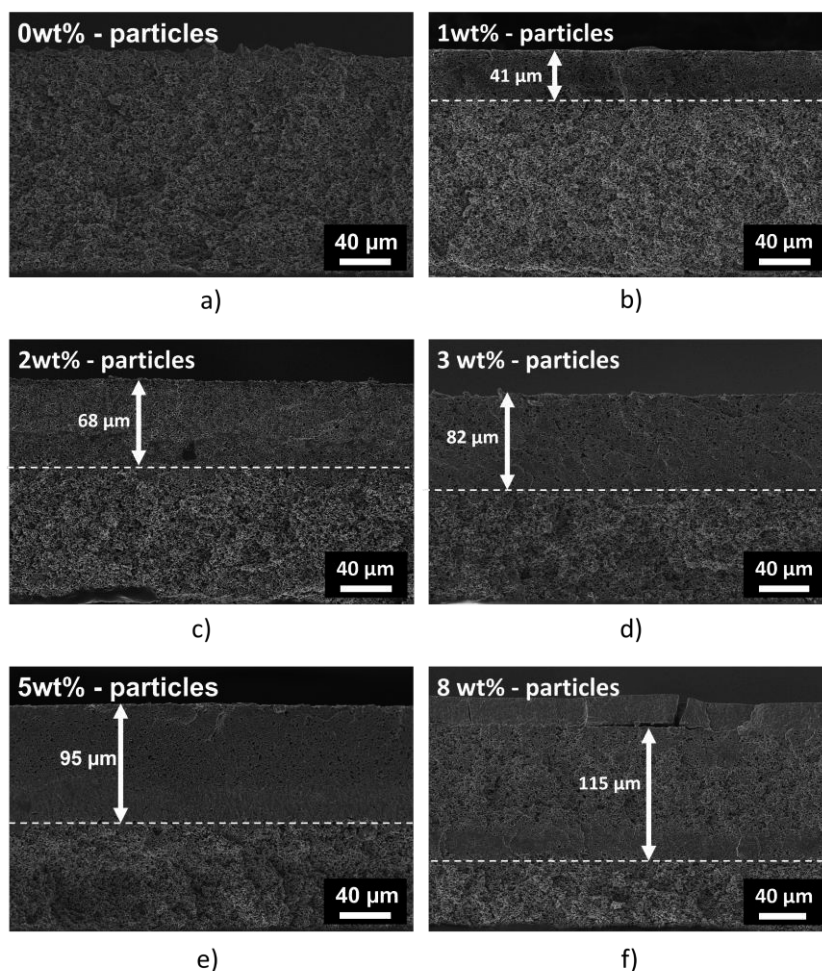 0wt% - particles
40 μm
a)
1wt% - particles
41 μm
40 μm
b)
2wt% - particles
68 μm
40 μm
c)
3 wt% - particles
82 μm
40 μm
d)
5wt% - particles
95 μm
40 μm
e)
8 wt% - particles
115 μm
40 μm
f)